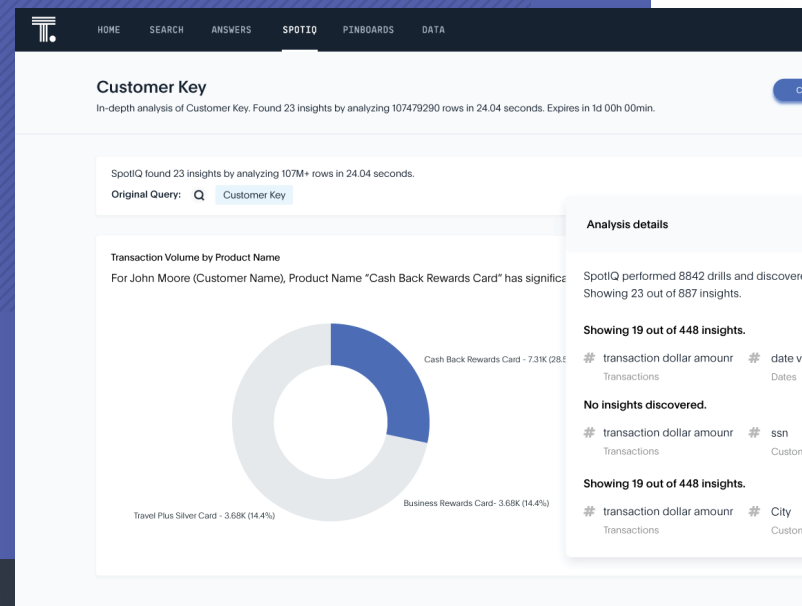 HOME SEARCH ANSWERS SPOTIQ PINBOARDS DATA
Customer Key
In-depth analysis of Customer Key. Found 23 insights by analyzing 107479290 rows in 24.04 seconds. Expires in 1d 00h 00min.
SpotIQ found 23 insights by analyzing 107M+ rows in 24.04 seconds.
Original Query: Customer Key
Transaction Volume by Product Name
For John Moore (Customer Name), Product Name "Cash Back Rewards Card" has significa
Cash Back Rewards Card - 7.31K (28.5
Business Rewards Card- 3.68K (14.4%)
Travel Plus Silver Card - 3.68K (14.4%)
Analysis details
SpotIQ performed 8842 drills and discovere
Showing 23 out of 887 insights.
Showing 19 out of 448 insights.
# transaction dollar amounr # date v
Transactions Dates
No insights discovered.
# transaction dollar amounr # ssn
Transactions Custon
Showing 19 out of 448 insights.
# transaction dollar amounr # City
Transactions Custon